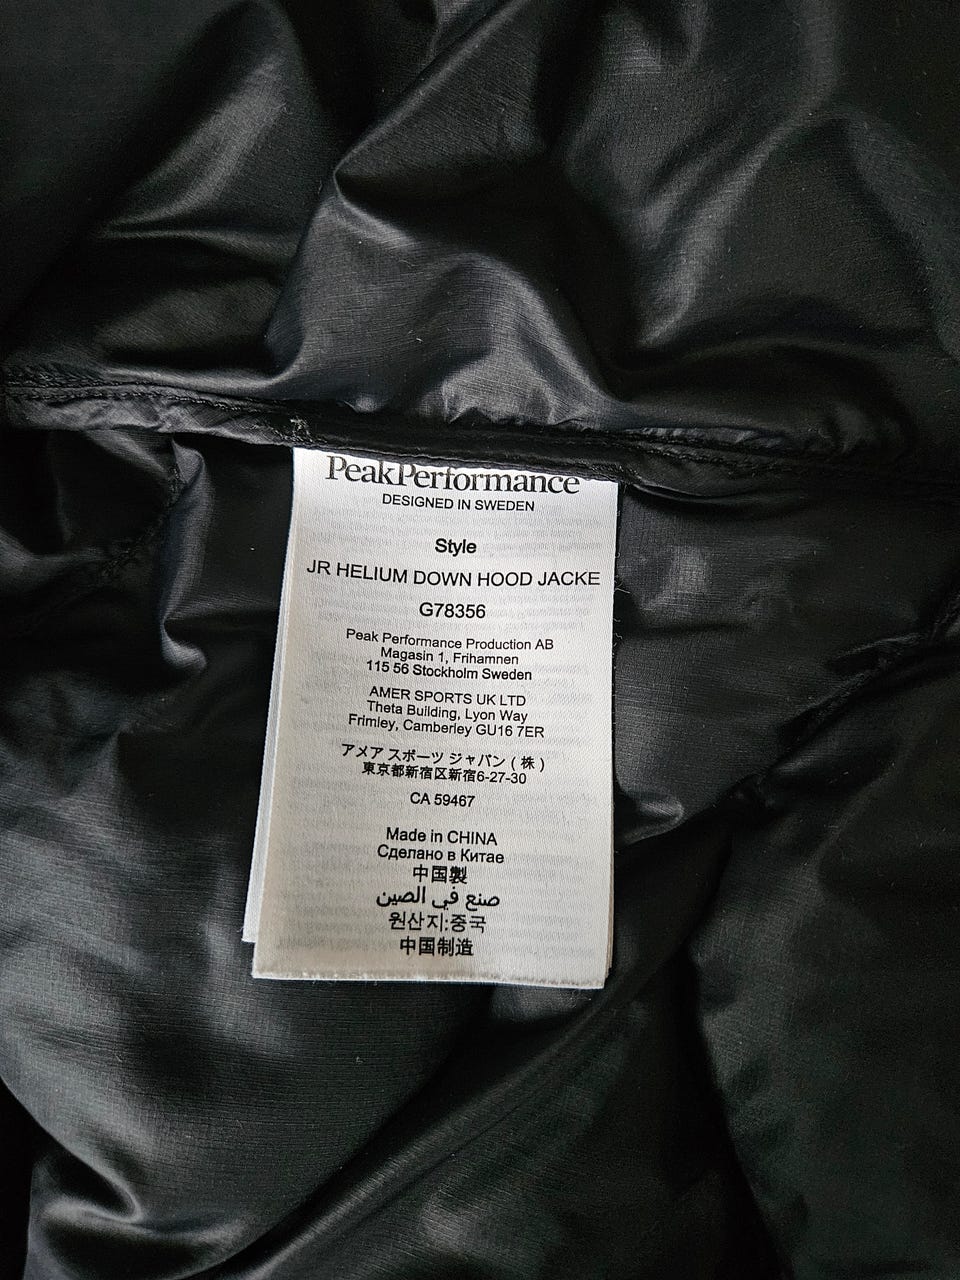 PeakPerformance
DESIGNED IN SWEDEN
Style
JR HELIUM DOWN HOOD JACKE
G78356
Peak Performance Production AB
Magasin 1, Frihamnen
115 56 Stockholm Sweden
AMER SPORTS UK LTD
Theta Building, Lyon Way
Frimley, Camberley GU16 7ER
アメア スポーツ ジャパン ( 株 )
東京都新宿区新宿6-27-30
CA 59467
Made in CHINA
Сделано в Китае
中国製
صنع في الصين
원산지:중국
中国制造